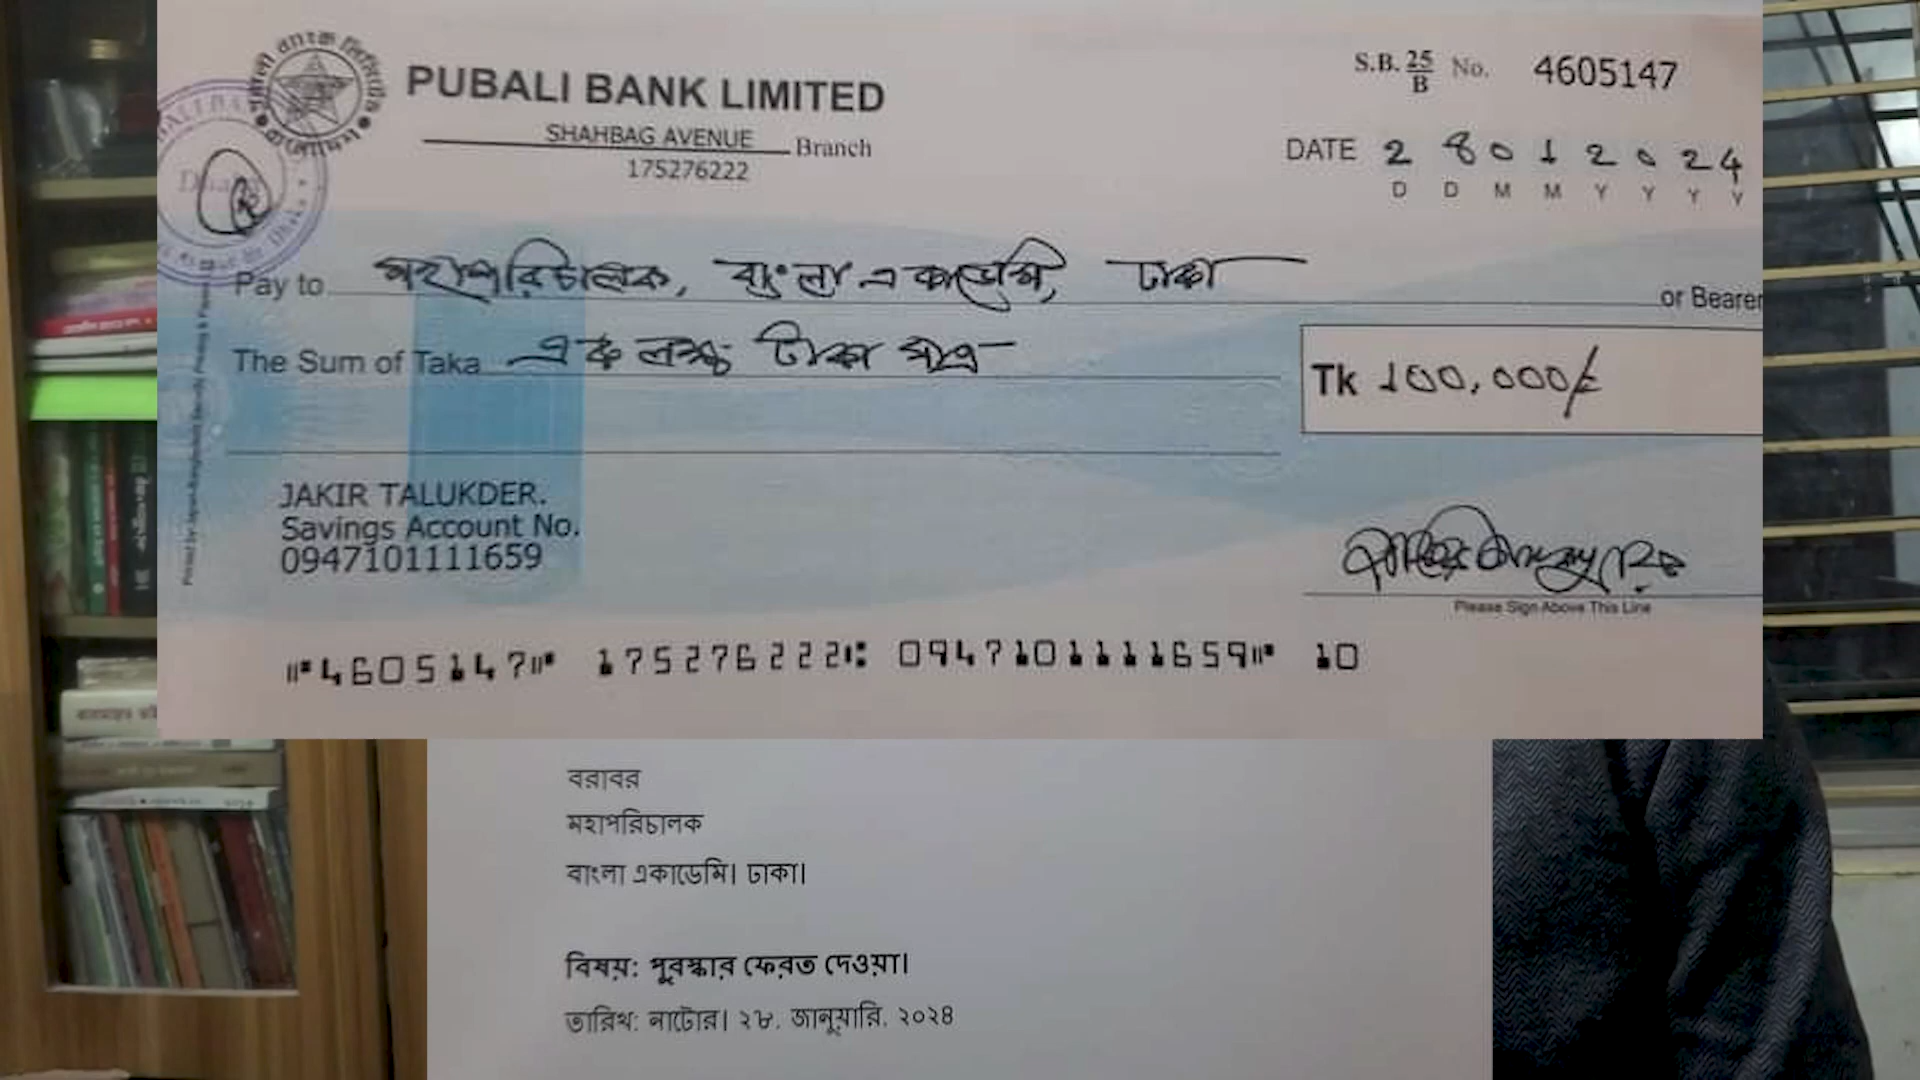 PUBALI BANK LIMITED
SHAHBAG AVENUE Branch
175276222
S.B. 25/B No. 4605147
DATE 2 8 0 1 2 0 2 4
D D M M Y Y Y Y
Pay to মহাপরিচালক, বাংলা একাডেমি, ঢাকা or Bearer
The Sum of Taka এক লক্ষ টাকা মাত্র
Tk 100,000/=
JAKIR TALUKDER.
Savings Account No.
0947101111659
Please Sign Above This Line
⑈4605147⑈ 175276222⑆ 0947101111659⑈ 10
বরাবর
মহাপরিচালক
বাংলা একাডেমি। ঢাকা।
বিষয়: পুরস্কার ফেরত দেওয়া।
তারিখ: নাটোর। ২৮. জানুয়ারি. ২০২৪